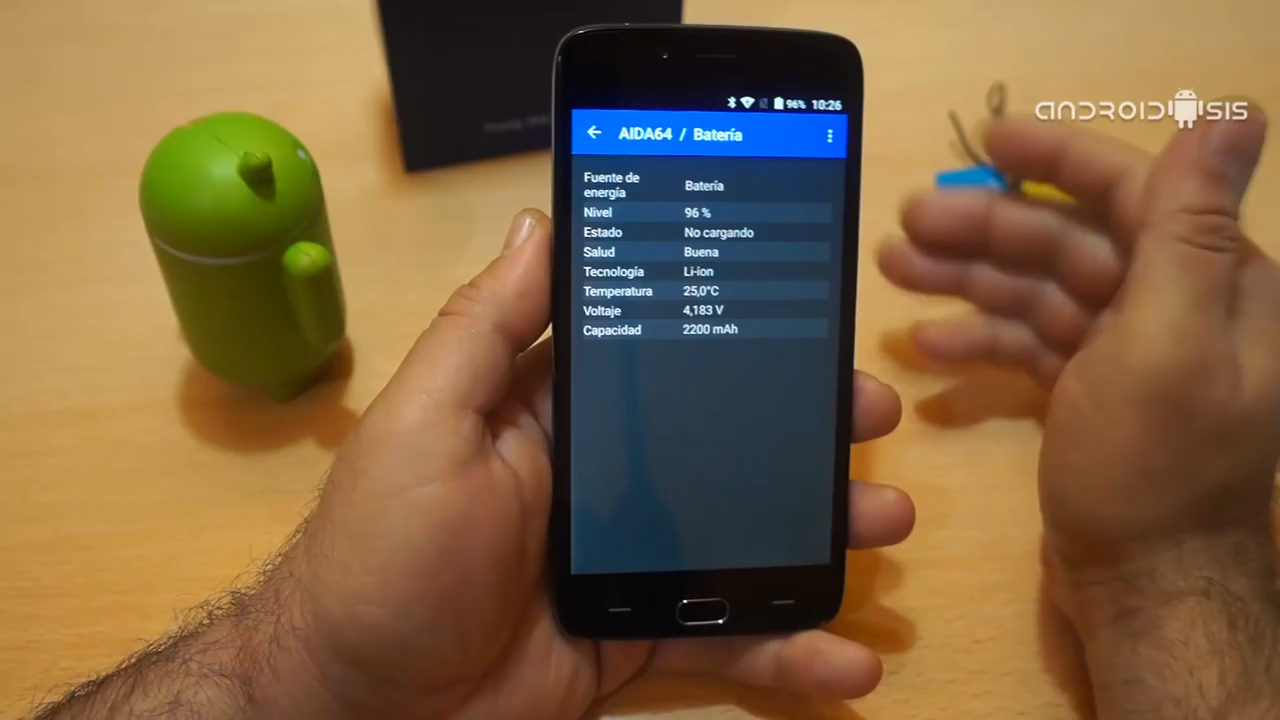 ANDROIDSIS
96% 10:26
AIDA64 / Batería
Fuente de
energía
Batería
Nivel 96 %
Estado No cargando
Salud Buena
Tecnología Li-ion
Temperatura 25,0°C
Voltaje 4,183 V
Capacidad 2200 mAh